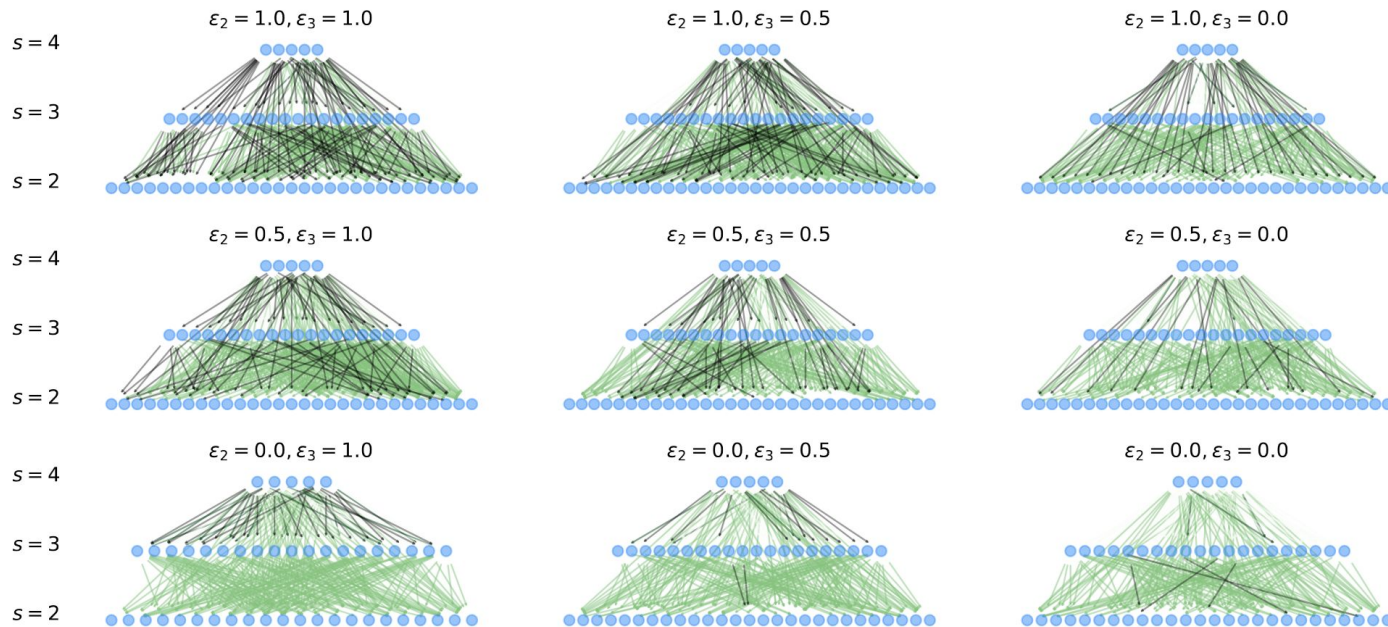 ε₂ = 1.0, ε₃ = 1.0
ε₂ = 1.0, ε₃ = 0.5
ε₂ = 1.0, ε₃ = 0.0
s = 4
s = 3
s = 2
ε₂ = 0.5, ε₃ = 1.0
ε₂ = 0.5, ε₃ = 0.5
ε₂ = 0.5, ε₃ = 0.0
s = 4
s = 3
s = 2
ε₂ = 0.0, ε₃ = 1.0
ε₂ = 0.0, ε₃ = 0.5
ε₂ = 0.0, ε₃ = 0.0
s = 4
s = 3
s = 2